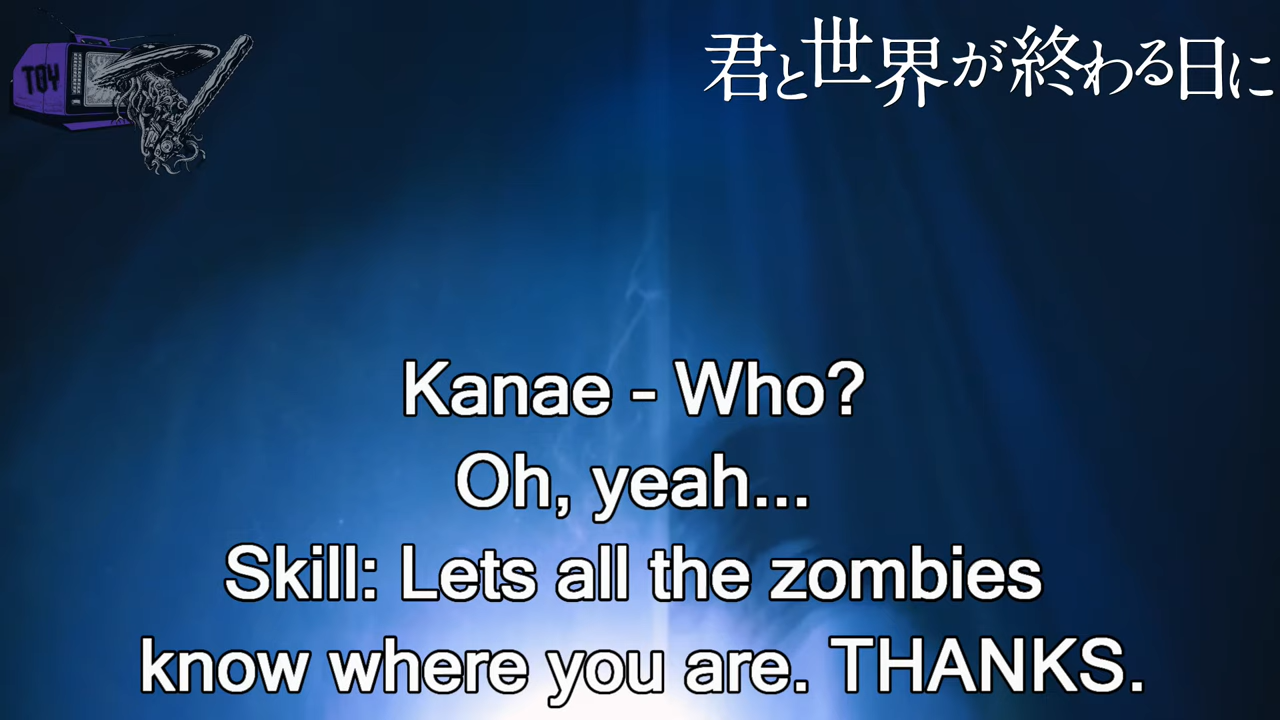 TOY
君と世界が終わる日に
Kanae - Who?
Oh, yeah...
Skill: Lets all the zombies
know where you are. THANKS.